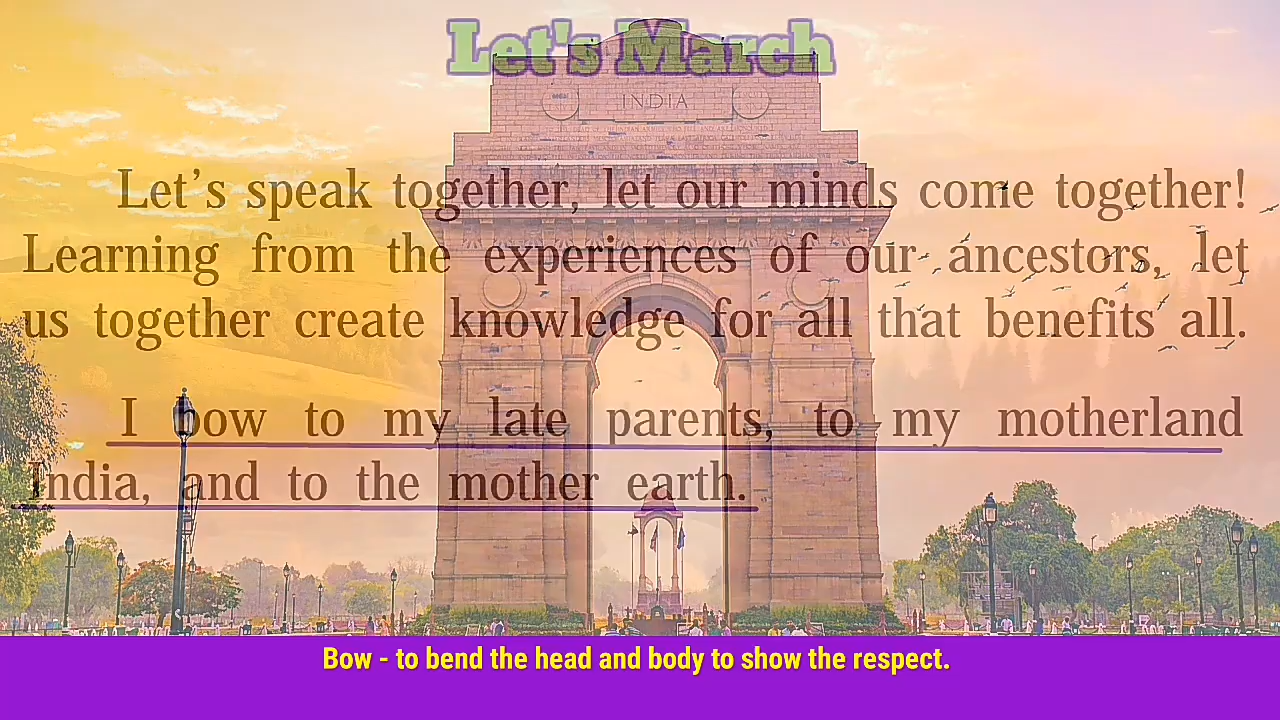 Let's March
INDIA
Let’s speak together, let our minds come together!
Learning from the experiences of our ancestors, let
us together create knowledge for all that benefits all.
I bow to my late parents, to my motherland
India, and to the mother earth.
Bow - to bend the head and body to show the respect.